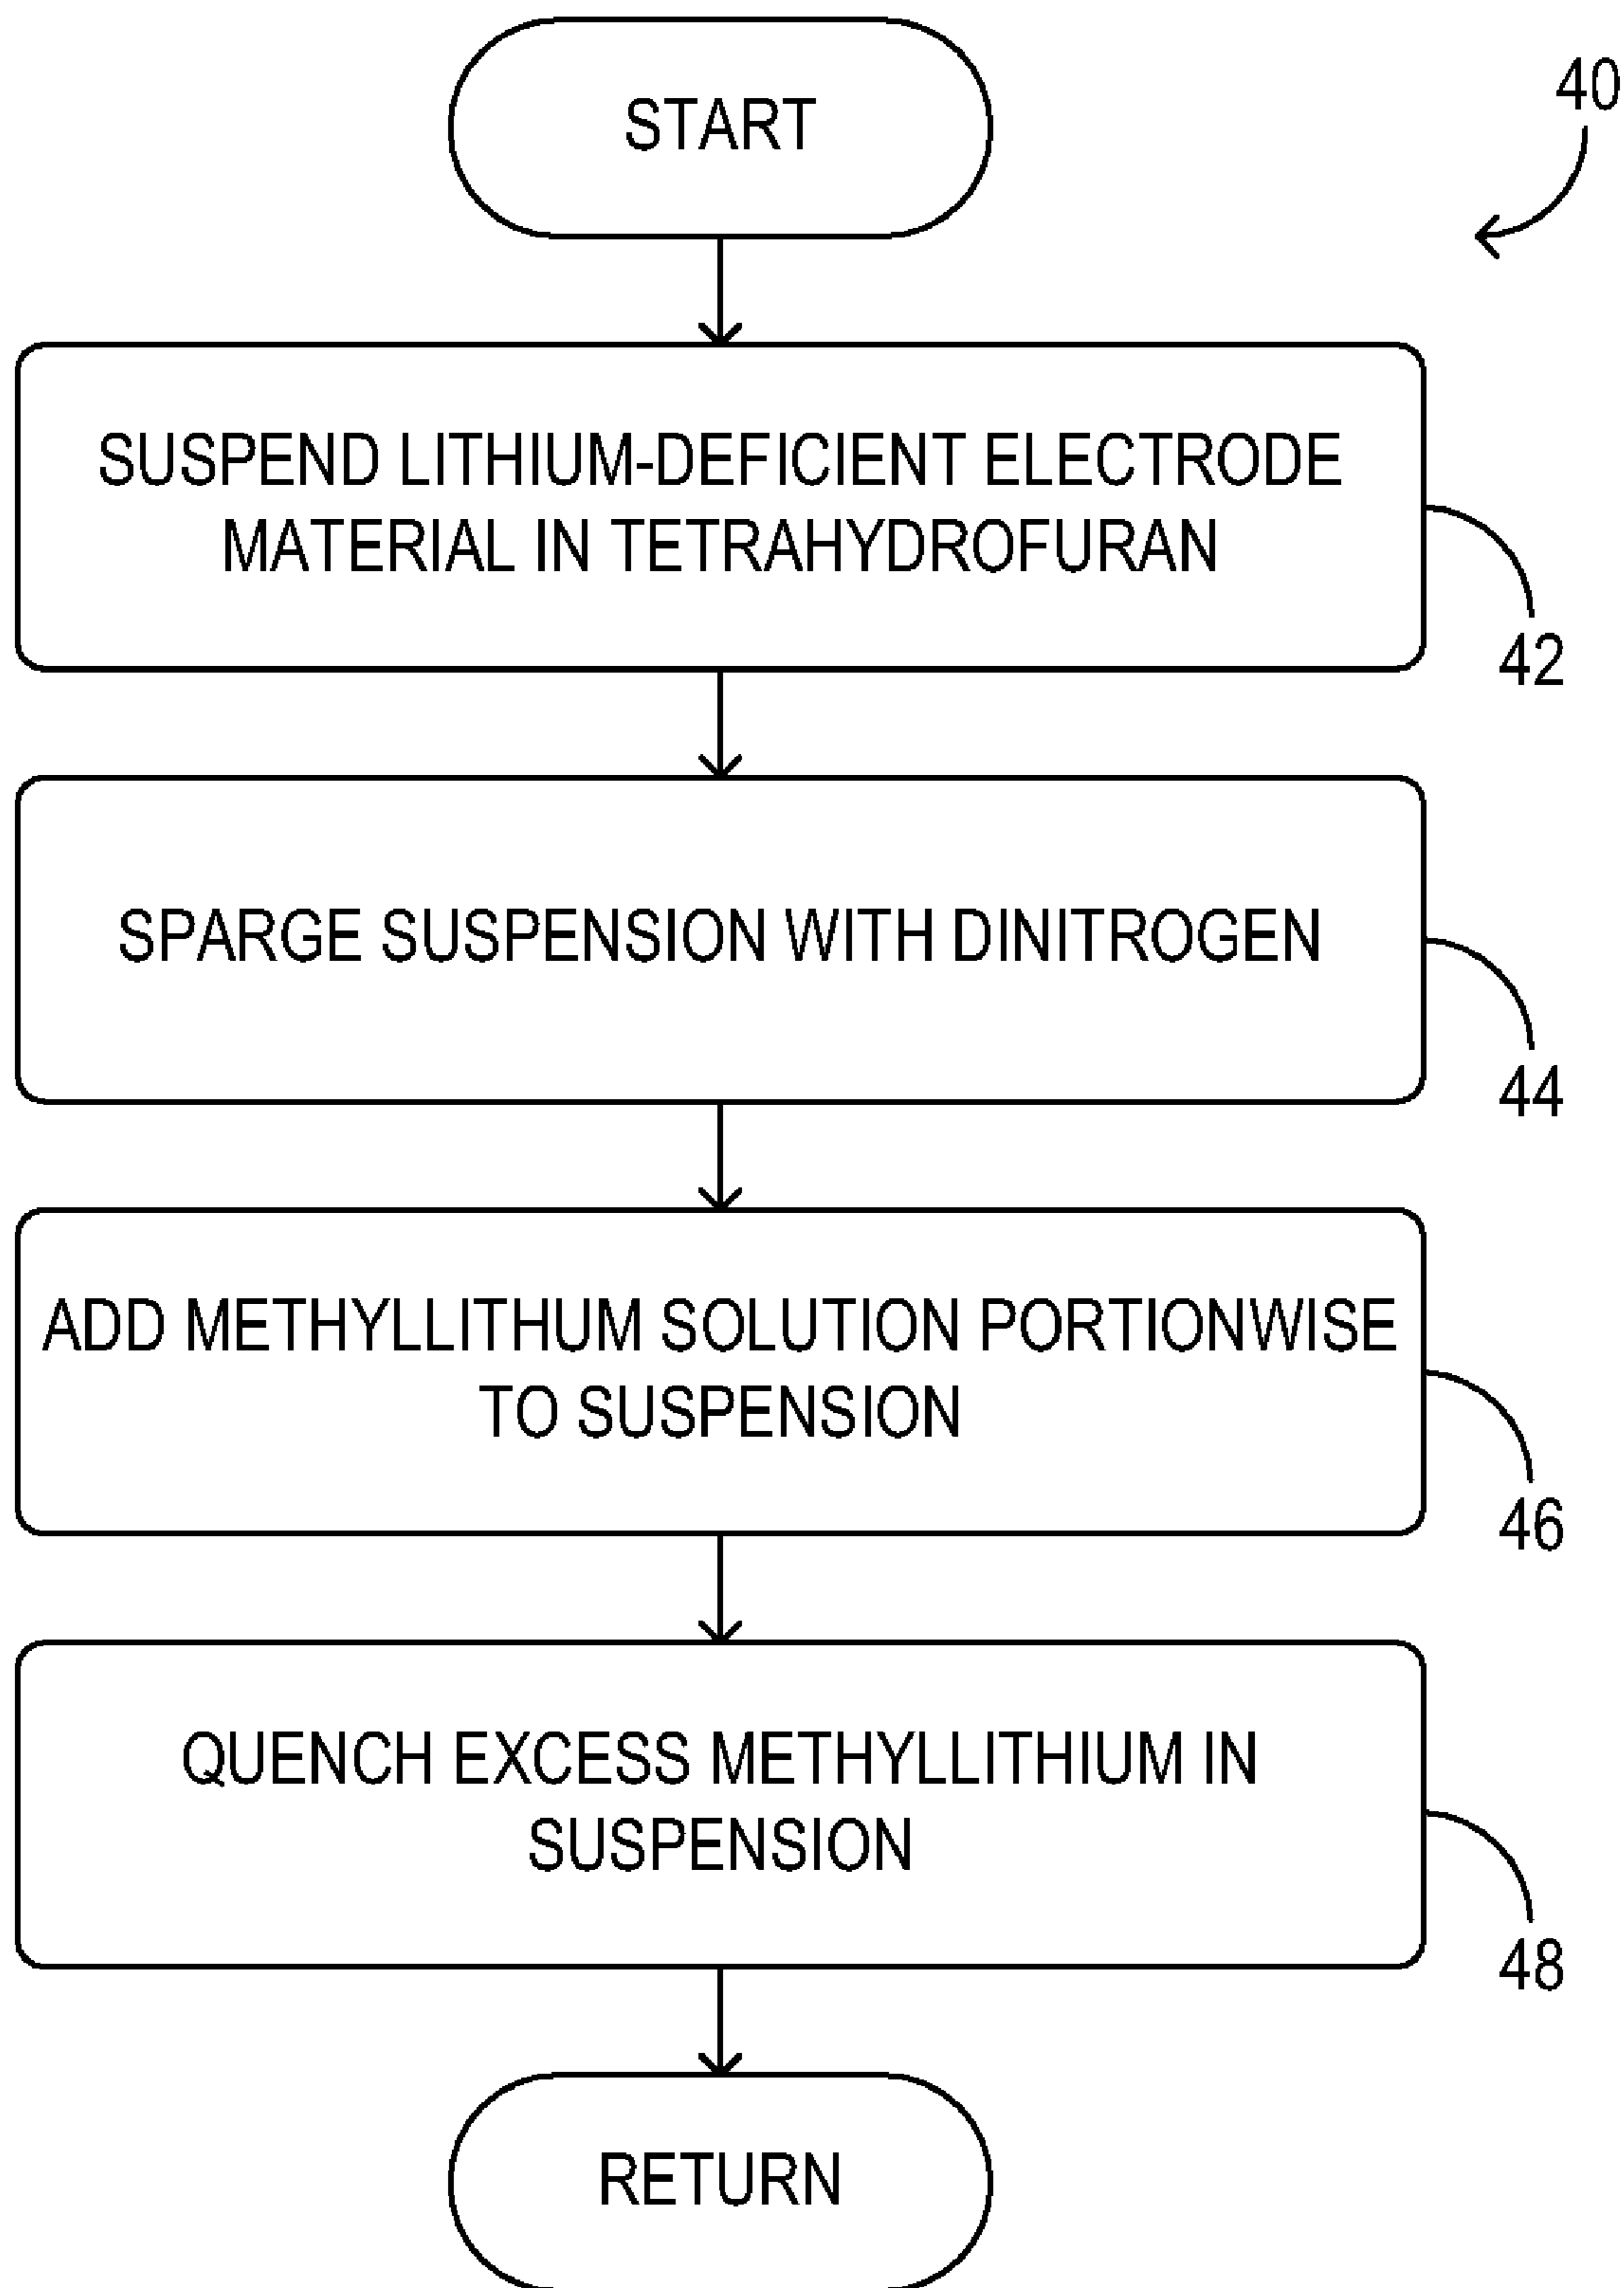 START
40
SUSPEND LITHIUM-DEFICIENT ELECTRODE
MATERIAL IN TETRAHYDROFURAN
42
SPARGE SUSPENSION WITH DINITROGEN
44
ADD METHYLLITHUM SOLUTION PORTIONWISE
TO SUSPENSION
46
QUENCH EXCESS METHYLLITHIUM IN
SUSPENSION
48
RETURN